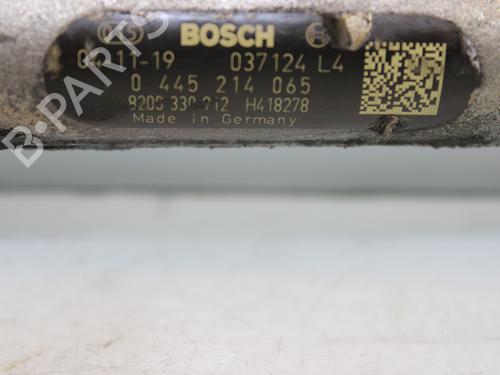 BOSCH
037124 L4
0 445 214 065
H418278
Made in Germany
B-PARTS